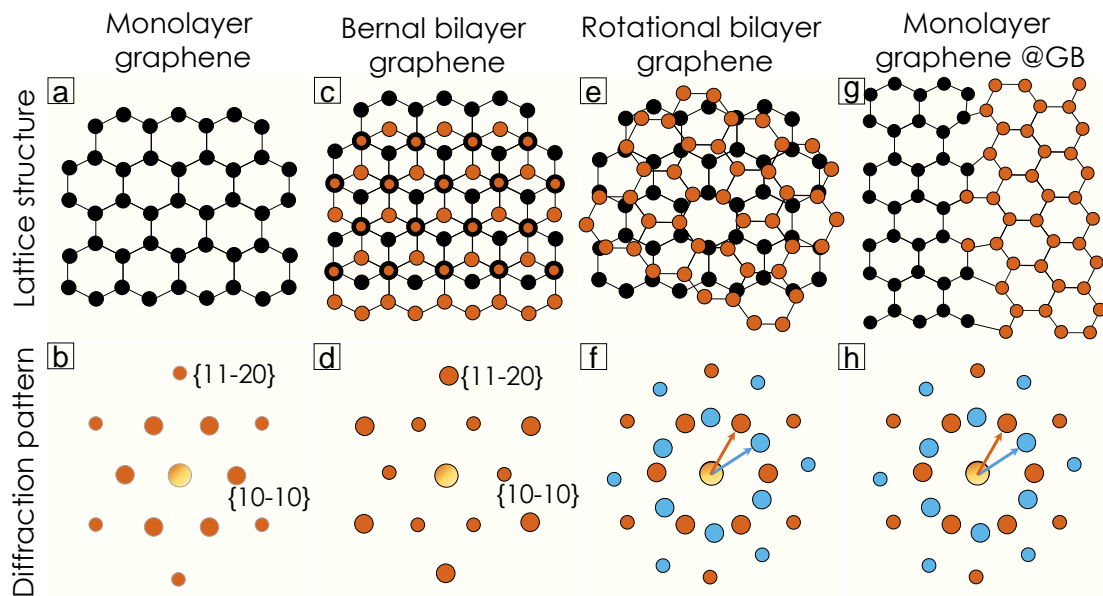 Monolayer
graphene
Bernal bilayer
graphene
Rotational bilayer
graphene
Monolayer
graphene @GB
Lattice structure
a
c
e
g
Diffraction pattern
b
{11-20}
{10-10}
d
{11-20}
{10-10}
f
h